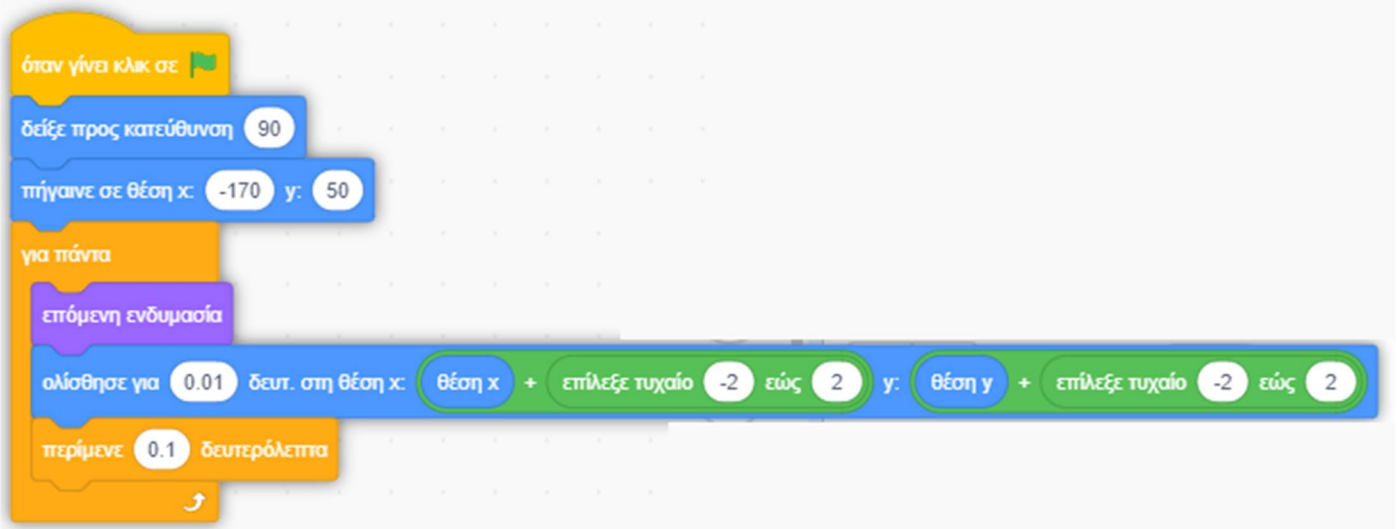 όταν γίνει κλικ σε
δείξε προς κατεύθυνση 90
πήγαινε σε θέση x: -170 y: 50
για πάντα
επόμενη ενδυμασία
ολίσθησε για 0.01 δευτ. στη θέση x: θέση x + επίλεξε τυχαίο -2 εώς 2 y: θέση y + επίλεξε τυχαίο -2 εώς 2
περίμενε 0.1 δευτερόλεπτα